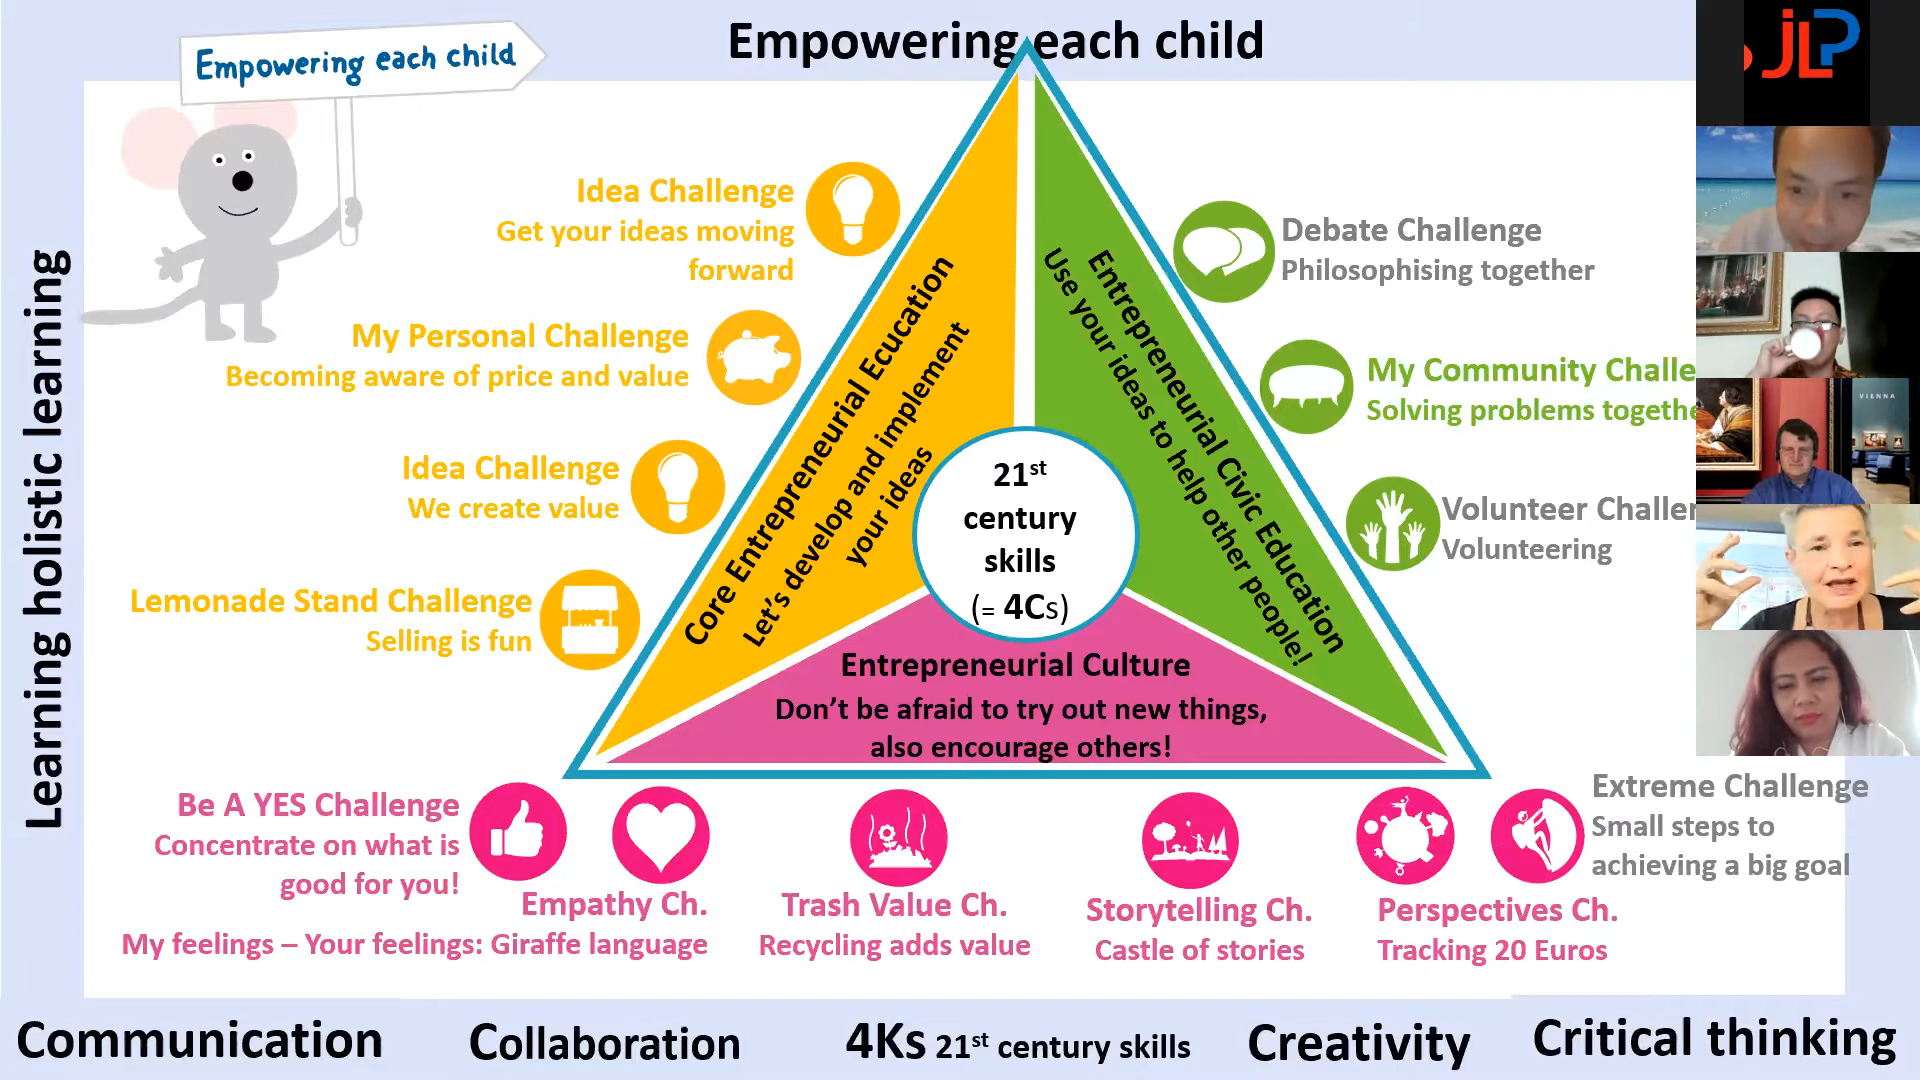 Empowering each child
Empowering each child
Learning holistic learning
Idea Challenge
Get your ideas moving
forward
My Personal Challenge
Becoming aware of price and value
Idea Challenge
We create value
Lemonade Stand Challenge
Selling is fun
Core Entrepreneurial Ecucation
Let's develop and implement
your ideas
Entrepreneurial Civic Education
Use your ideas to help other people!
21st
century
skills
(= 4Cs)
Entrepreneurial Culture
Don't be afraid to try out new things,
also encourage others!
Debate Challenge
Philosophising together
My Community Challe
Solving problems togethe
Volunteer Challen
Volunteering
Be A YES Challenge
Concentrate on what is
good for you!
Empathy Ch.
My feelings – Your feelings: Giraffe language
Trash Value Ch.
Recycling adds value
Storytelling Ch.
Castle of stories
Perspectives Ch.
Tracking 20 Euros
Extreme Challenge
Small steps to
achieving a big goal
Communication
Collaboration
4Ks 21st century skills
Creativity
Critical thinking
JLP
VIENNA